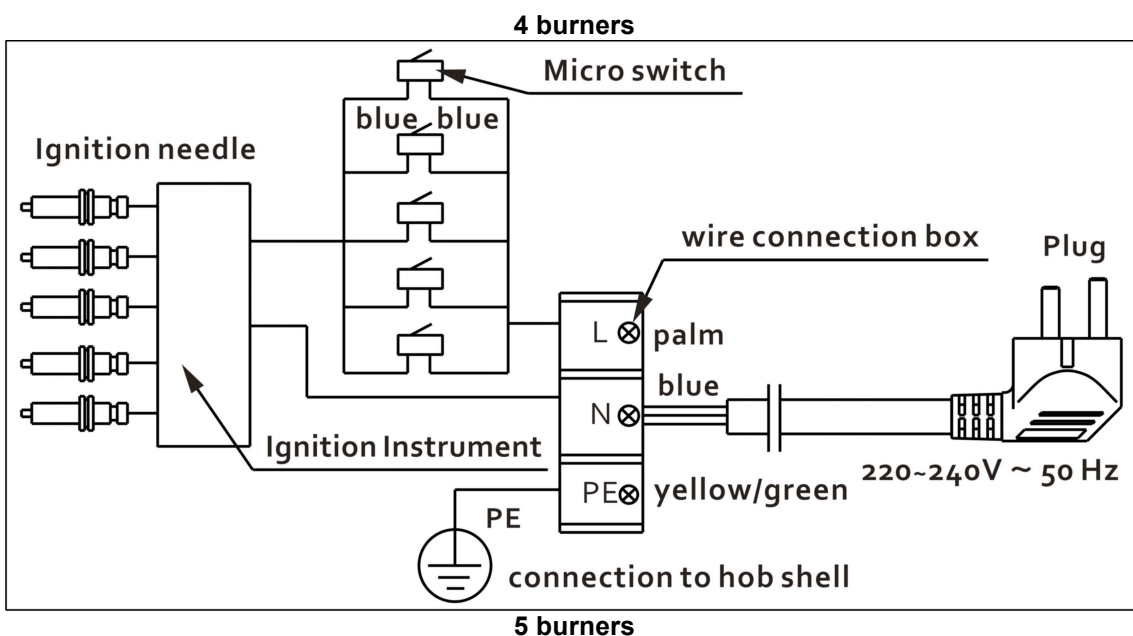 4 burners
Micro switch
blue blue
Ignition needle
wire connection box
Plug
L palm
blue
N
Ignition Instrument
220~240V ~ 50 Hz
PE yellow/green
PE
connection to hob shell
5 burners